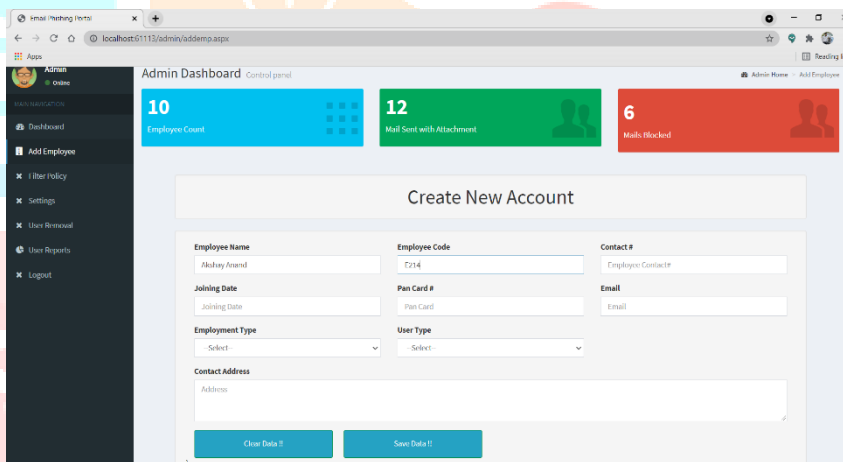 Email Phishing Portal
localhost:61113/admin/addemp.aspx
Apps
Reading li
Admin
Online
Admin Dashboard Control panel
Admin Home > Add Employee
MAIN NAVIGATION
Dashboard
Add Employee
Filter Policy
Settings
User Removal
User Reports
Logout
10
Employee Count
12
Mail Sent with Attachment
6
Mails Blocked
Create New Account
Employee Name
Employee Code
Contact #
Akshay Anand
E214
Employee Contact#
Joining Date
Pan Card #
Email
Joining Date
Pan Card
Email
Employment Type
User Type
--Select--
--Select--
Contact Address
Address
Clear Data !!
Save Data !!